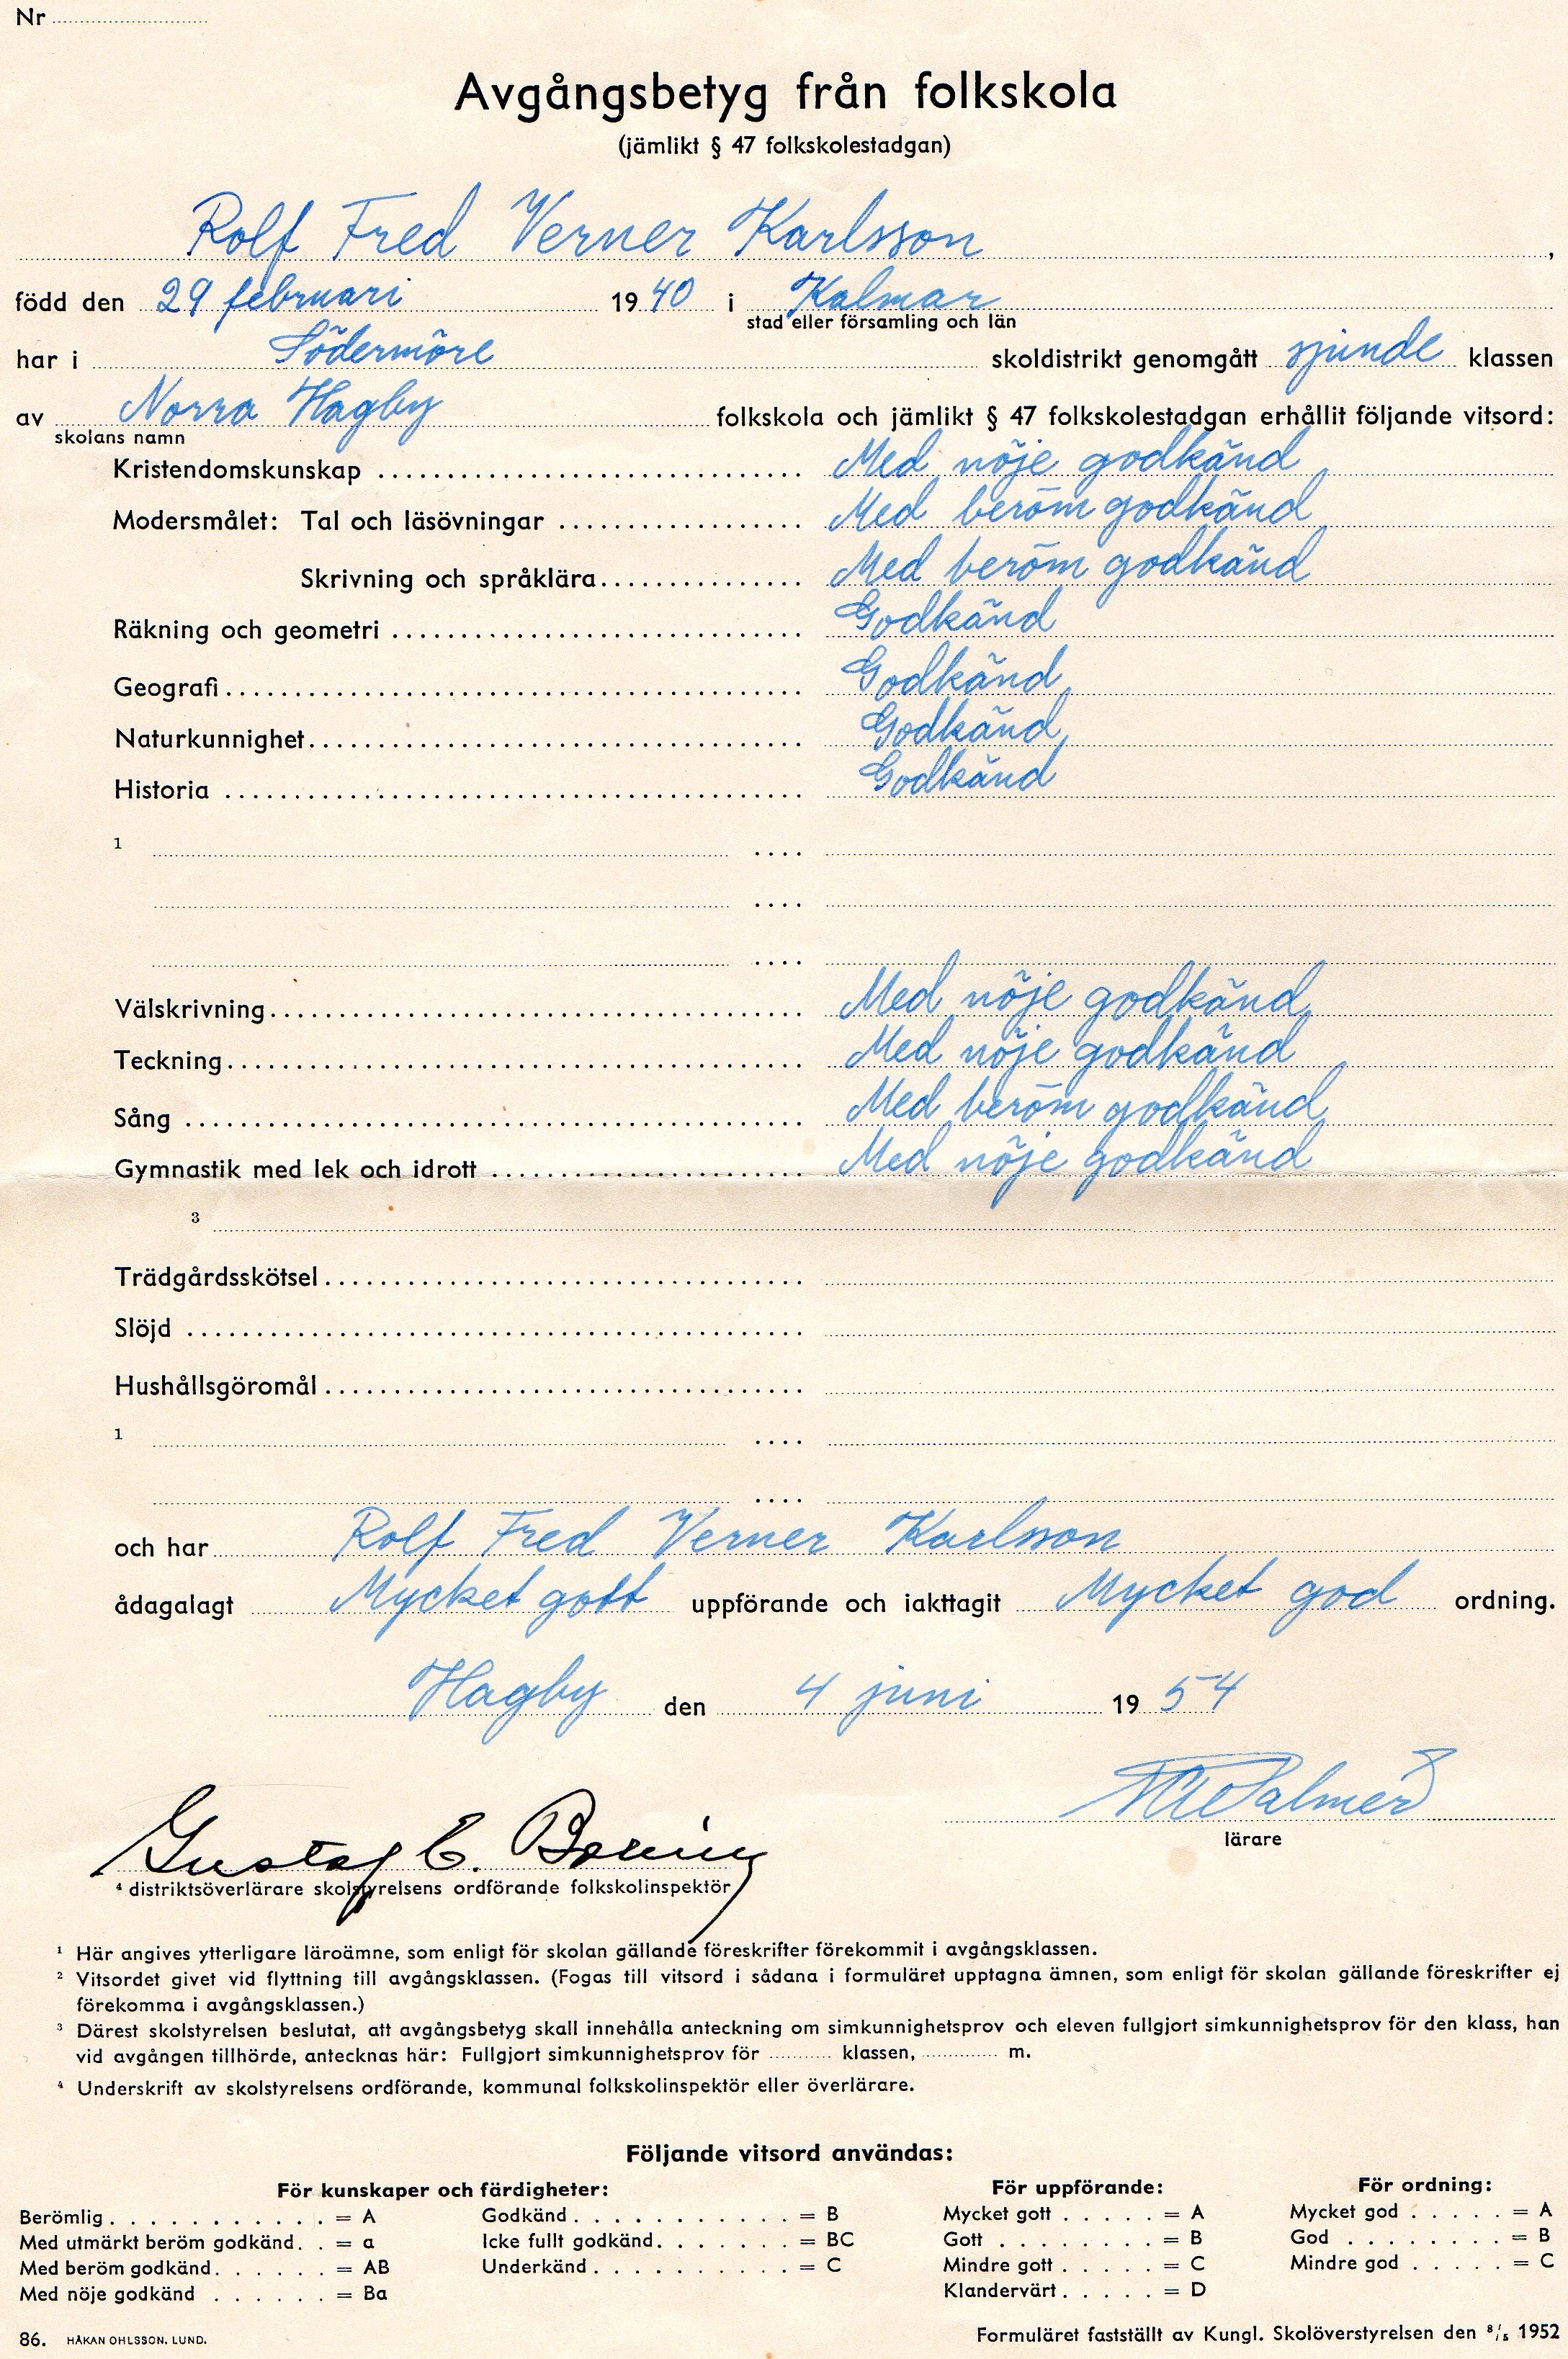 Nr
Avgångsbetyg från folkskola
(jämlikt § 47 folkskolestadgan)
Rolf Fred Verner Karlsson,
född den 29 februari 1940 i Kalmar
stad eller församling och län
har i Södermöre skoldistrikt genomgått sjunde klassen
av Norra Hagby folkskola och jämlikt § 47 folkskolestadgan erhållit följande vitsord:
skolans namn
Kristendomskunskap Med nöje godkänd
Modersmålet: Tal och läsövningar Med beröm godkänd
Skrivning och språklära Med beröm godkänd
Räkning och geometri Godkänd
Geografi Godkänd
Naturkunnighet Godkänd
Historia Godkänd
1
Välskrivning Med nöje godkänd
Teckning Med nöje godkänd
Sång Med beröm godkänd
Gymnastik med lek och idrott Med nöje godkänd
3
Trädgårdsskötsel
Slöjd
Hushållsgöromål
1
och har Rolf Fred Verner Karlsson
ådagalagt Mycket gott uppförande och iakttagit Mycket god ordning.
Hagby den 4 juni 1954
Palmér
lärare
Gustaf C.
4 distriktsöverlärare skolstyrelsens ordförande folkskolinspektör
1 Här angives ytterligare läroämne, som enligt för skolan gällande föreskrifter förekommit i avgångsklassen.
2 Vitsordet givet vid flyttning till avgångsklassen. (Fogas till vitsord i sådana i formuläret upptagna ämnen, som enligt för skolan gällande föreskrifter ej
förekomma i avgångsklassen.)
3 Därest skolstyrelsen beslutat, att avgångsbetyg skall innehålla anteckning om simkunnighetsprov och eleven fullgjort simkunnighetsprov för den klass, han
vid avgången tillhörde, antecknas här: Fullgjort simkunnighetsprov för .......... klassen, .......... m.
4 Underskrift av skolstyrelsens ordförande, kommunal folkskolinspektör eller överlärare.
Följande vitsord användas:
För kunskaper och färdigheter: För uppförande: För ordning:
Berömlig = A Godkänd = B Mycket gott = A Mycket god = A
Med utmärkt beröm godkänd = a Icke fullt godkänd = BC Gott = B God = B
Med beröm godkänd = AB Underkänd = C Mindre gott = C Mindre god = C
Med nöje godkänd = Ba Klandervärt = D
86. HÅKAN OHLSSON. LUND. Formuläret fastställt av Kungl. Skolöverstyrelsen den 8/5 1952